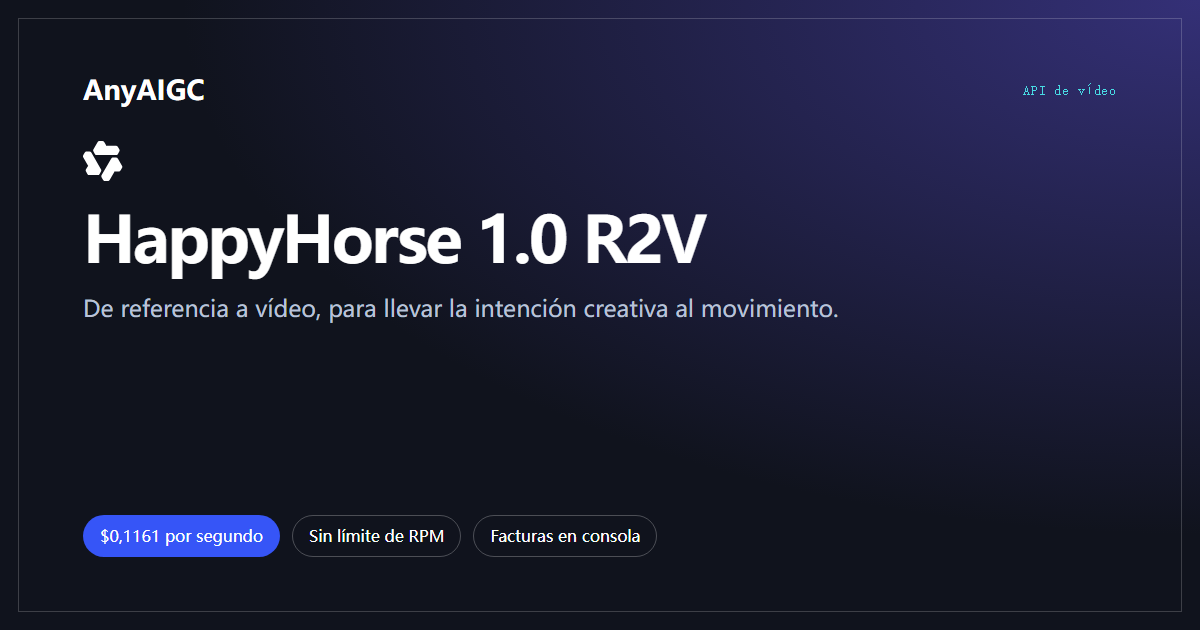 AnyAIGC
API de vídeo
HappyHorse 1.0 R2V
De referencia a vídeo, para llevar la intención creativa al movimiento.
$0,1161 por segundo
Sin límite de RPM
Facturas en consola